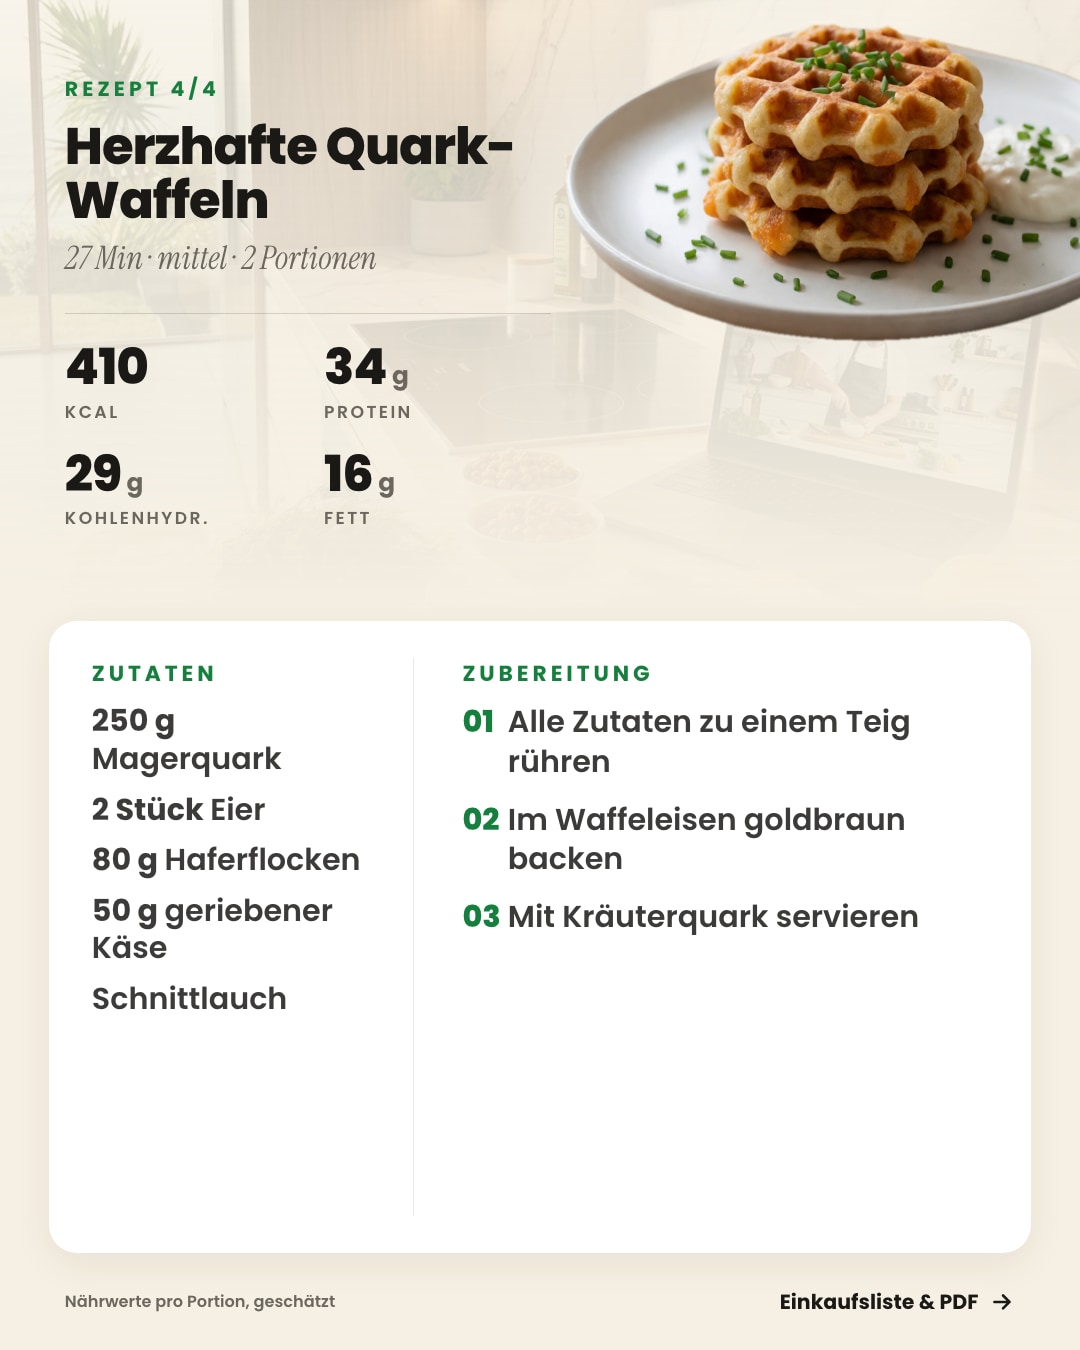 REZEPT 4/4
Herzhafte Quark-
Waffeln
27 Min · mittel · 2 Portionen
410
KCAL
34 g
PROTEIN
29 g
KOHLENHYDR.
16 g
FETT
ZUTATEN
250 g
Magerquark
2 Stück Eier
80 g Haferflocken
50 g geriebener
Käse
Schnittlauch
ZUBEREITUNG
01 Alle Zutaten zu einem Teig
rühren
02 Im Waffeleisen goldbraun
backen
03 Mit Kräuterquark servieren
Nährwerte pro Portion, geschätzt
Einkaufsliste & PDF →